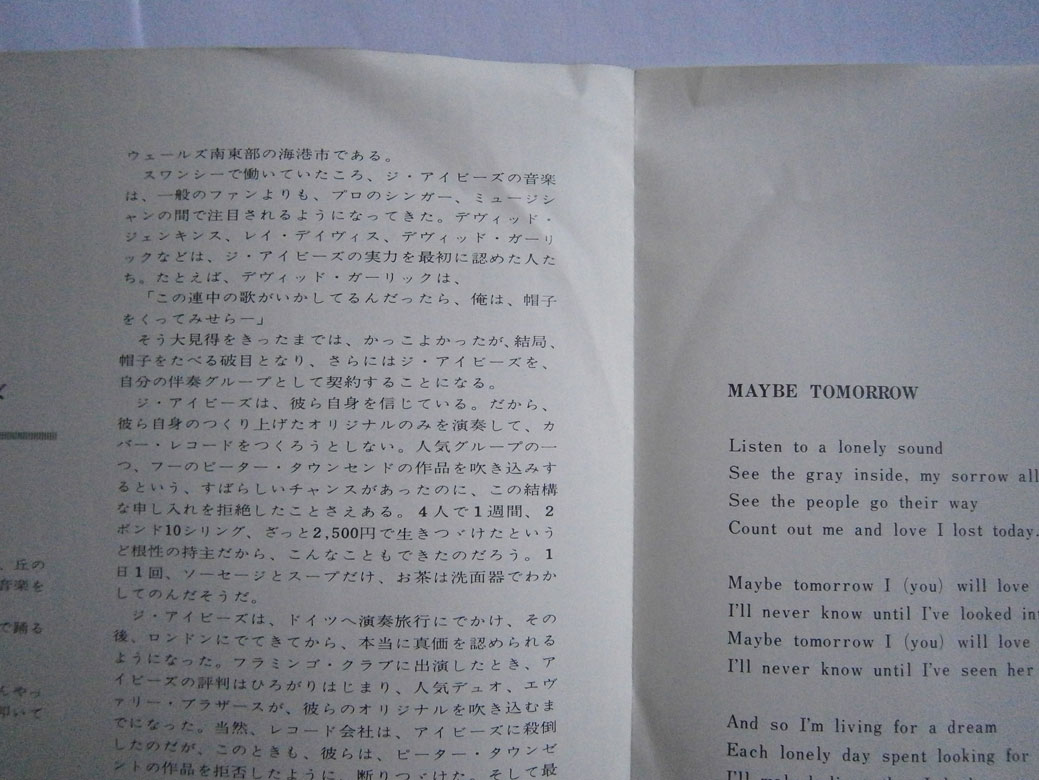 ウェールズ南東部の海港市である。
スワンシーで働いていたころ、ジ・アイビーズの音楽
は、一般のファンよりも、プロのシンガー、ミュージシ
ャンの間で注目されるようになってきた。デヴィッド・
ジェンキンス、レイ・デイヴィス、デヴィッド・ガーリ
ックなどは、ジ・アイビーズの実力を最初に認めた人た
ち。たとえば、デヴィッド・ガーリックは、
「この連中の歌がいかしてるんだったら、俺は、帽子
をくってみせらー」
そう大見得をきったまでは、かっこよかったが、結局、
帽子をたべる破目となり、さらにはジ・アイビーズを、
自分の伴奏グループとして契約することになる。
ジ・アイビーズは、彼ら自身を信じている。だから、
彼ら自身のつくり上げたオリジナルのみを演奏して、カ
バー・レコードをつくろうとしない。人気グループの一
つ、フーのピーター・タウンセンドの作品を吹き込みす
るという、すばらしいチャンスがあったのに、この結構
な申し入れを拒絶したことさえある。4人で1週間、2
ポンド10シリング、ざっと2,500円で生きつゞけたという
ど根性の持主だから、こんなこともできたのだろう。1
日1回、ソーセージとスープだけ、お茶は洗面器でわか
してのんだそうだ。
ジ・アイビーズは、ドイツへ演奏旅行にでかけ、その
後、ロンドンにでてきてから、本当に真価を認められる
ようになった。フラミンゴ・クラブに出演したとき、ア
イビーズの評判はひろがりはじまり、人気デュオ、エヴ
ァリー・ブラザースが、彼らのオリジナルを吹き込むま
でになった。当然、レコード会社は、アイビーズに殺倒
したのだが、このときも、彼らは、ピーター・タウンゼ
ントの作品を拒否したように、断りつゞけた。そして最
、丘の
音楽を
で踊る
んやっ
叩いて
MAYBE TOMORROW
Listen to a lonely sound
See the gray inside, my sorrow all
See the people go their way
Count out me and love I lost today.
Maybe tomorrow I (you) will love
I'll never know until I've looked int
Maybe tomorrow I (you) will love
I'll never know until I've seen her
And so I'm living for a dream
Each lonely day spent looking for